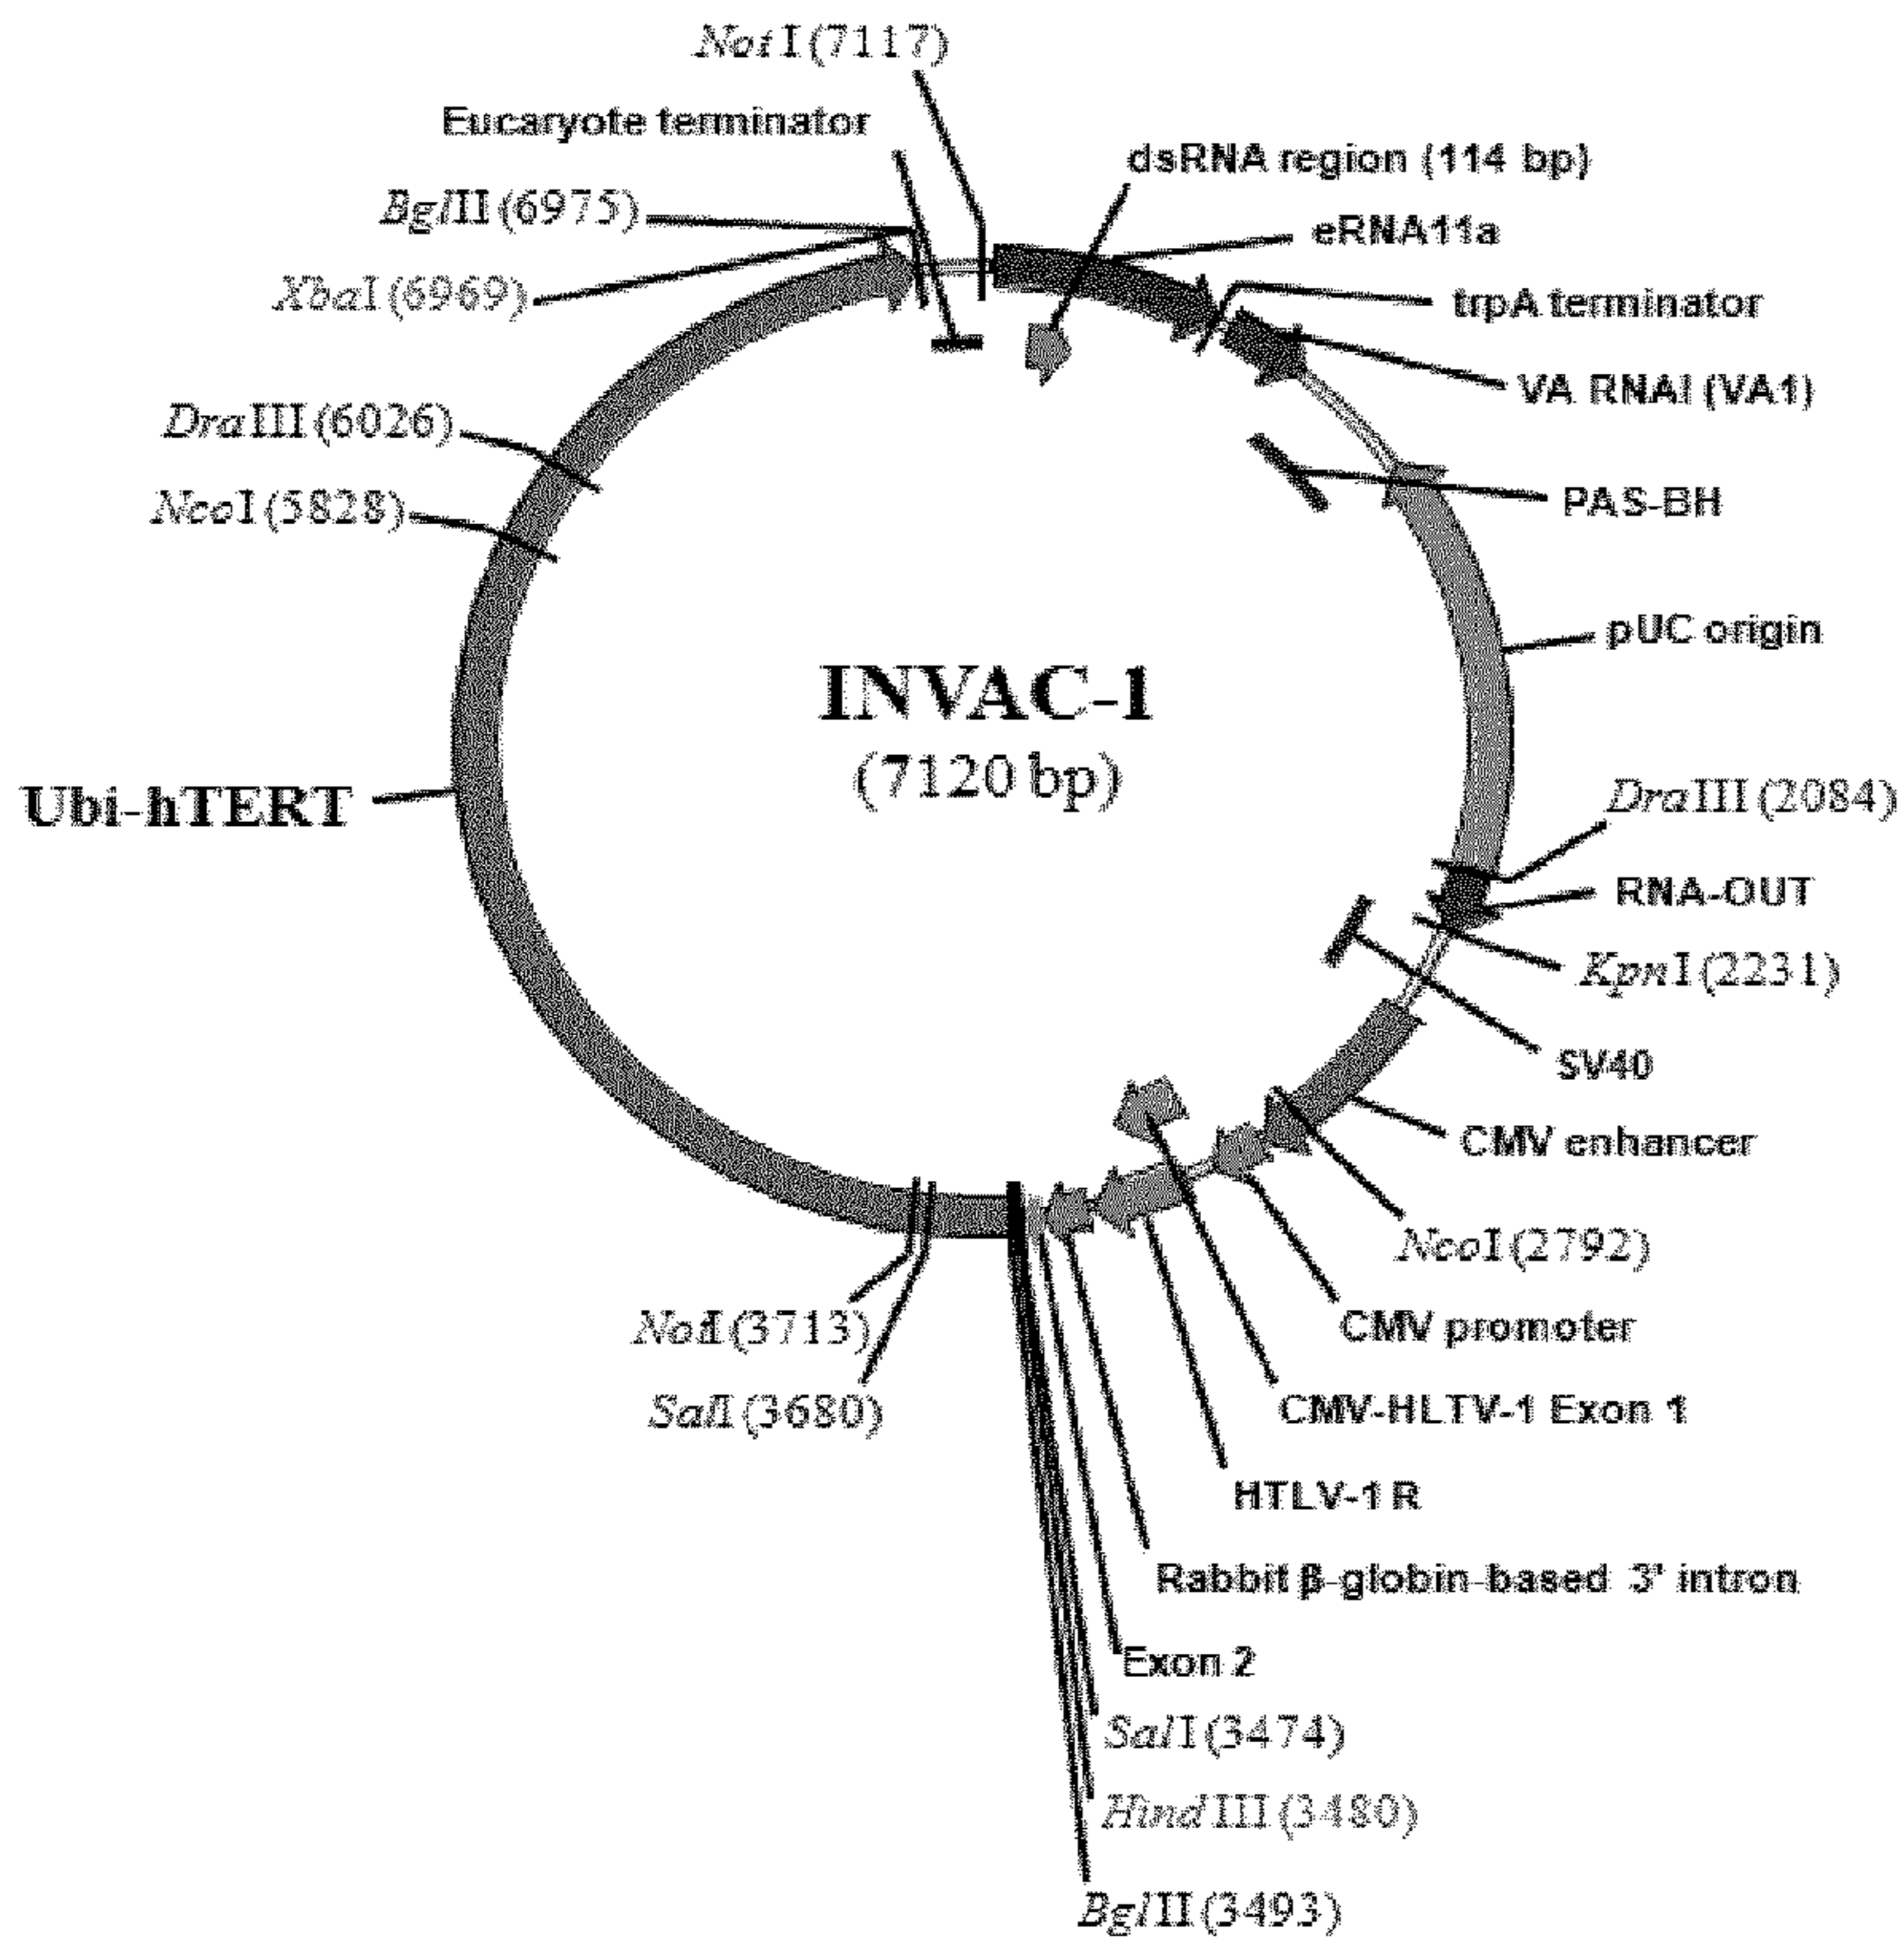 NotI (7117)
Eucaryote terminator
dsRNA region (114 bp)
BglII (6975)
eRNA11a
XbaI (6969)
trpA terminator
VA RNAI (VA1)
DraIII (6026)
NcoI (5828)
PAS-BH
pUC origin
INVAC-1
(7120 bp)
Ubi-hTERT
DraIII (2084)
RNA-OUT
KpnI (2231)
SV40
CMV enhancer
NcoI (2792)
NotI (3713)
CMV promoter
SalI (3680)
CMV-HLTV-1 Exon 1
HTLV-1 R
Rabbit β-globin-based 3' intron
Exon 2
SalI (3474)
HindIII (3480)
BglII (3493)